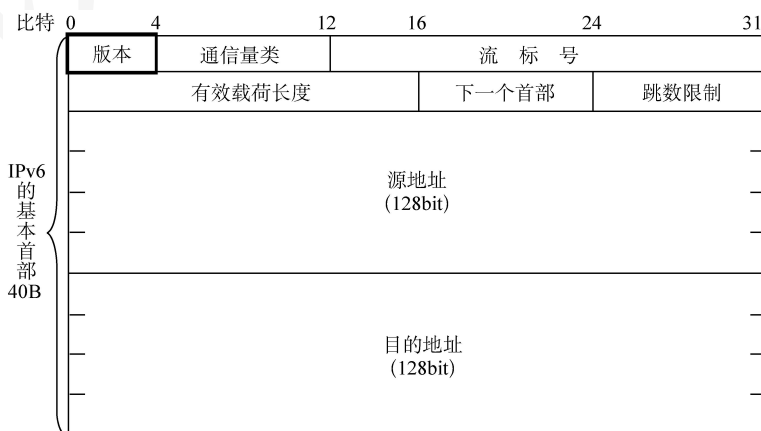 比特 0 4 12 16 24 31
版本 通信量类 流 标 号
有效载荷长度 下一个首部 跳数限制
IPv6
的
基
本
首
部
40B
源地址
(128bit)
目的地址
(128bit)